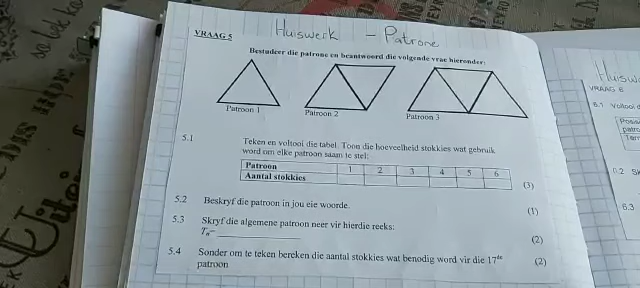 Huiswerk - Patrone
VRAAG 5
Bestudeer die patrone en beantwoord die volgende vrae hieronder:
Patroon 1
Patroon 2
Patroon 3
5.1 Teken en voltooi die tabel. Toon die hoeveelheid stokkies wat gebruik
word om elke patroon saam te stel:
Patroon 1 2 3 4 5 6
Aantal stokkies
(3)
5.2 Beskryf die patroon in jou eie woorde.
(1)
5.3 Skryf die algemene patroon neer vir hierdie reeks:
Tn=
(2)
5.4 Sonder om te teken bereken die aantal stokkies wat benodig word vir die 17de
patroon
(2)
VRAAG 6
6.1
6.2
6.3